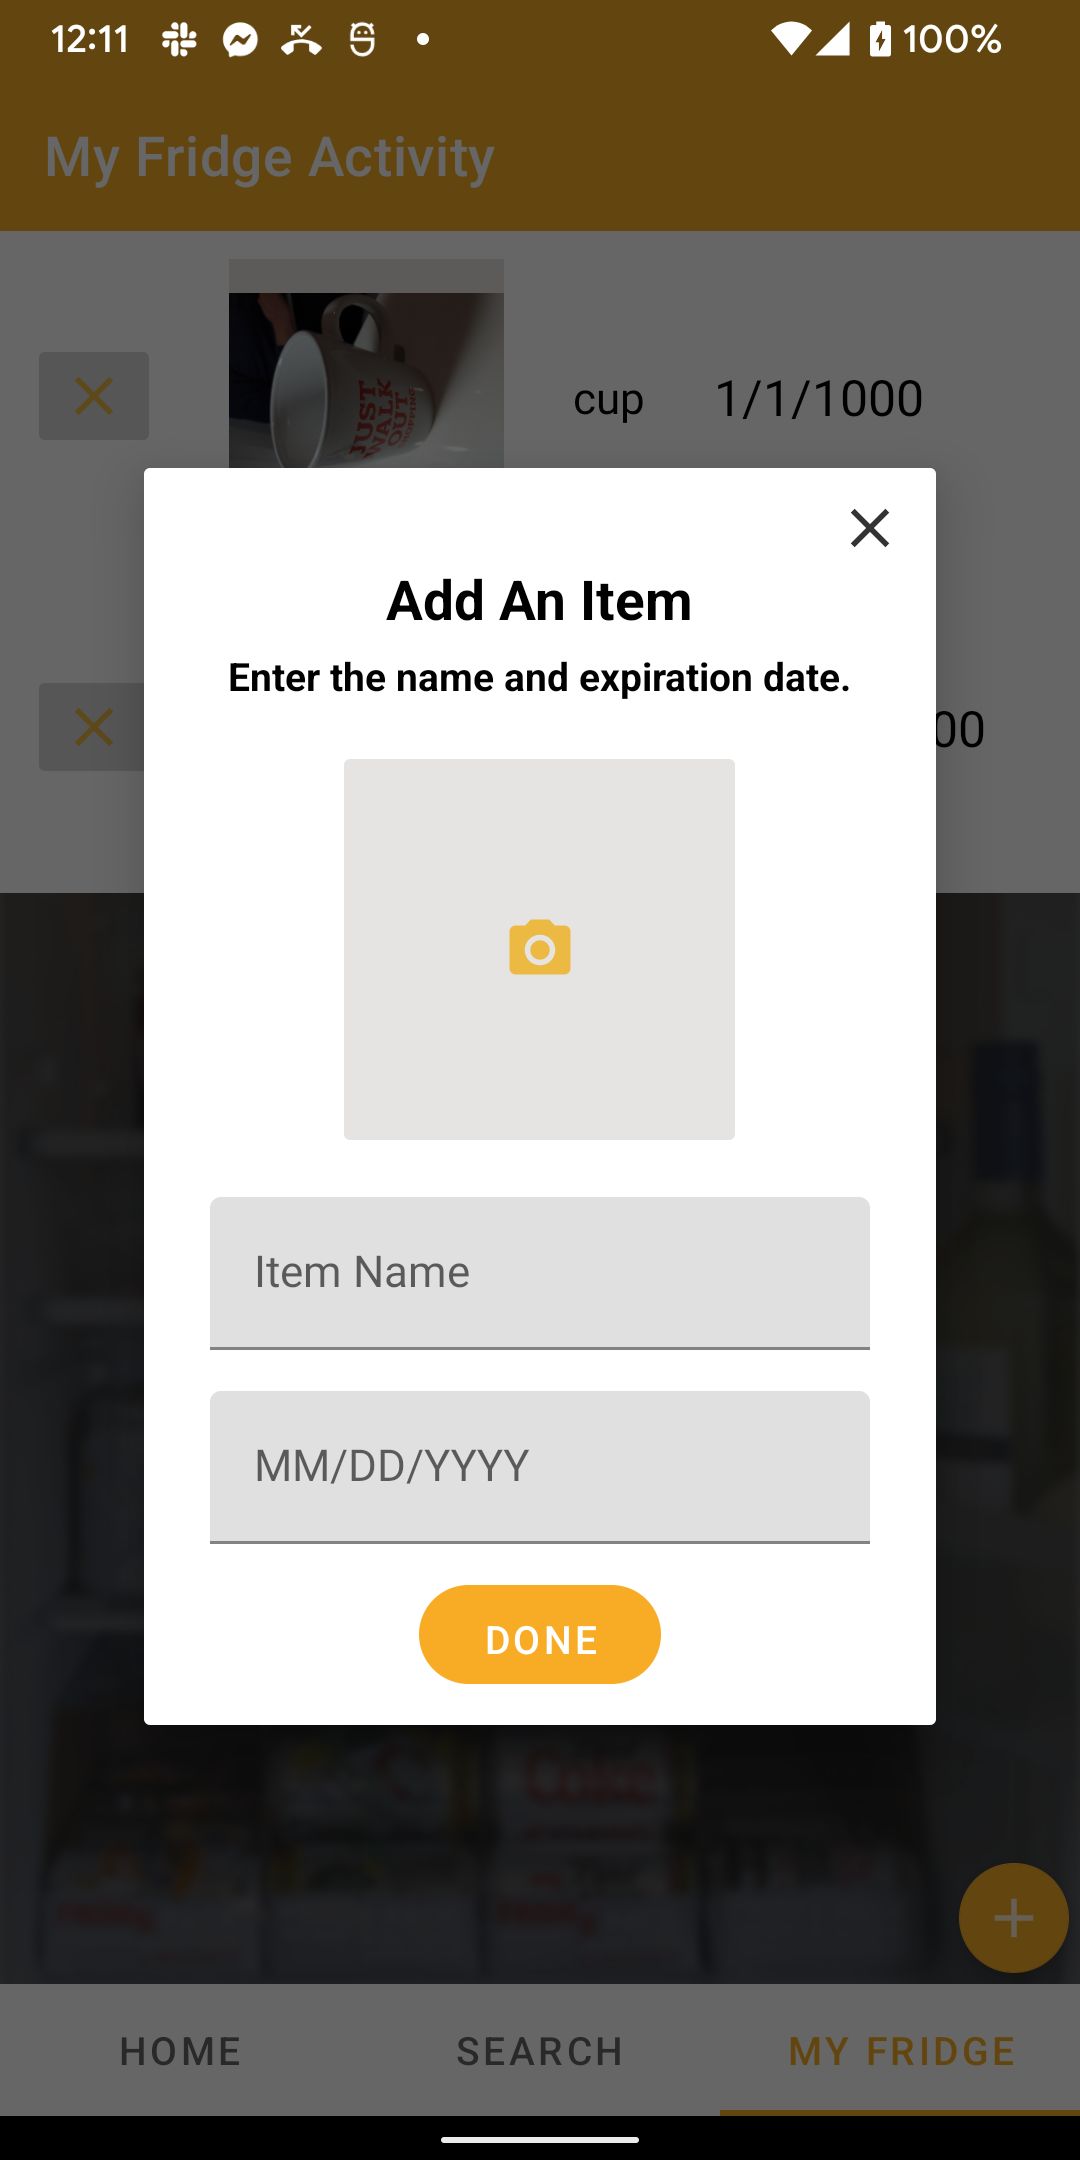 12:11
100%
My Fridge Activity
JUST
WALK
OUT
SHOPPING
cup
1/1/1000
Add An Item
Enter the name and expiration date.
00
Item Name
MM/DD/YYYY
DONE
HOME
SEARCH
MY FRIDGE